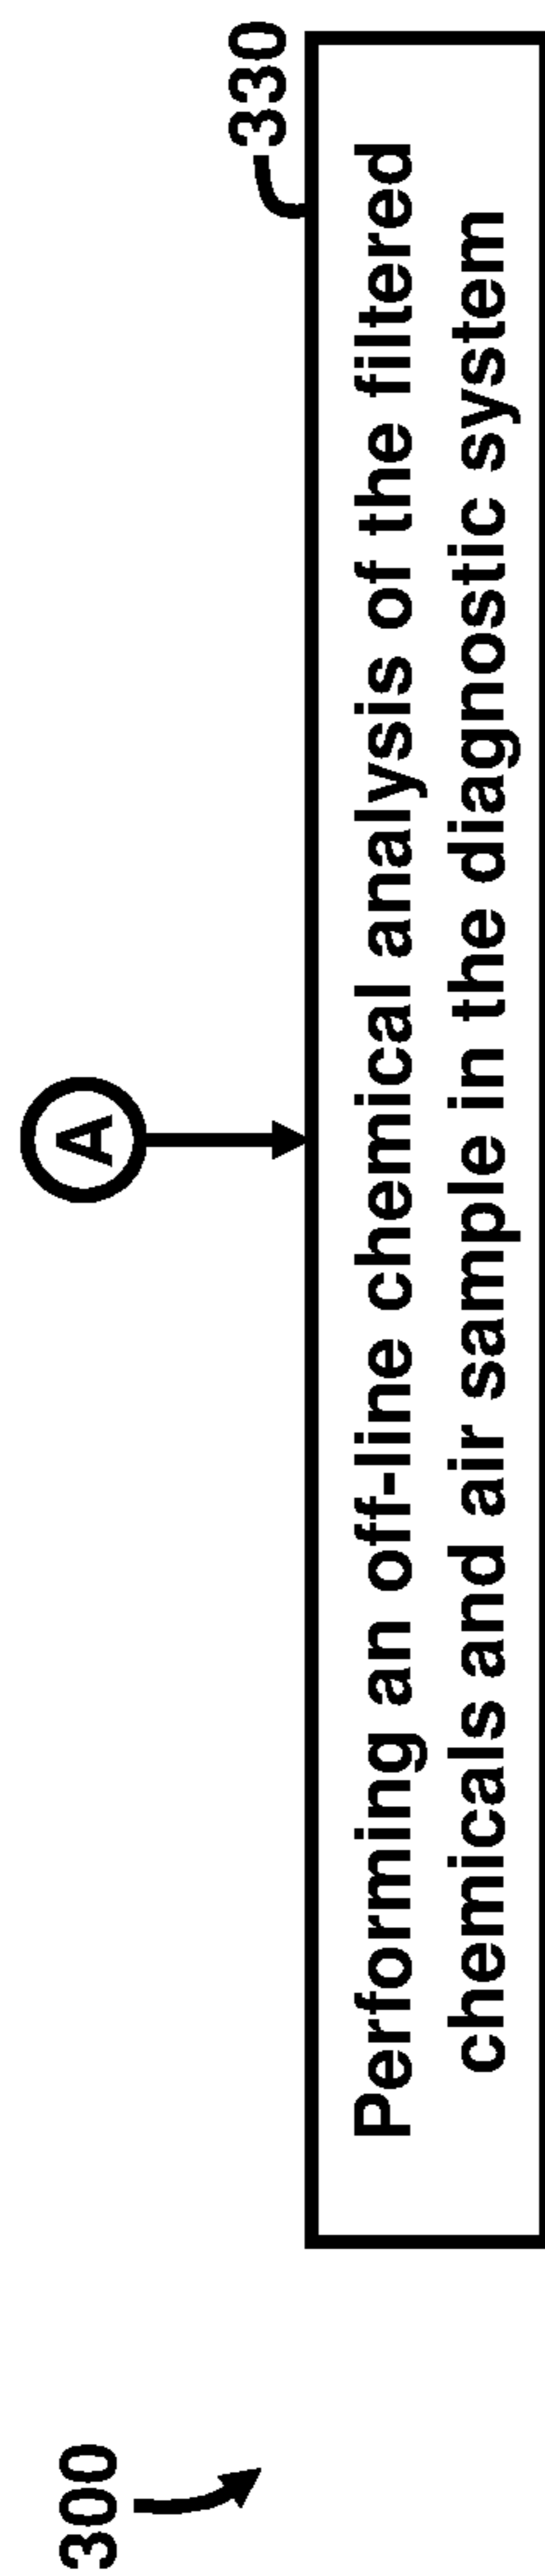 300
A
330
Performing an off-line chemical analysis of the filtered
chemicals and air sample in the diagnostic system